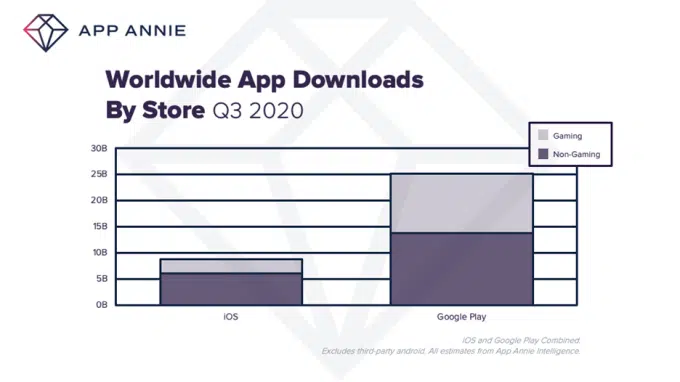 APP ANNIE
Worldwide App Downloads
By Store Q3 2020
Gaming
Non-Gaming
30B
25B
20B
15B
10B
5B
0B
iOS
Google Play
iOS and Google Play Combined.
Excludes third-party android. All estimates from App Annie Intelligence.